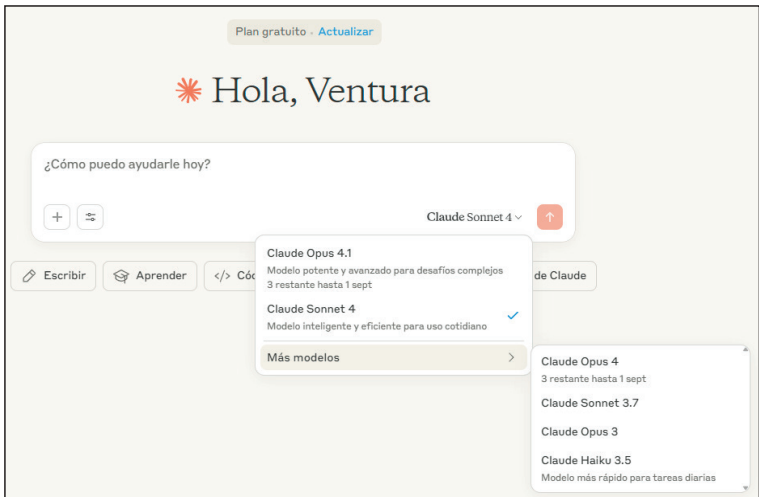 Plan gratuito · Actualizar
Hola, Ventura
¿Cómo puedo ayudarle hoy?
Claude Sonnet 4
Escribir
Aprender
</> Cód
de Claude
Claude Opus 4.1
Modelo potente y avanzado para desafíos complejos
3 restante hasta 1 sept
Claude Sonnet 4
Modelo inteligente y eficiente para uso cotidiano
Más modelos
Claude Opus 4
3 restante hasta 1 sept
Claude Sonnet 3.7
Claude Opus 3
Claude Haiku 3.5
Modelo más rápido para tareas diarias